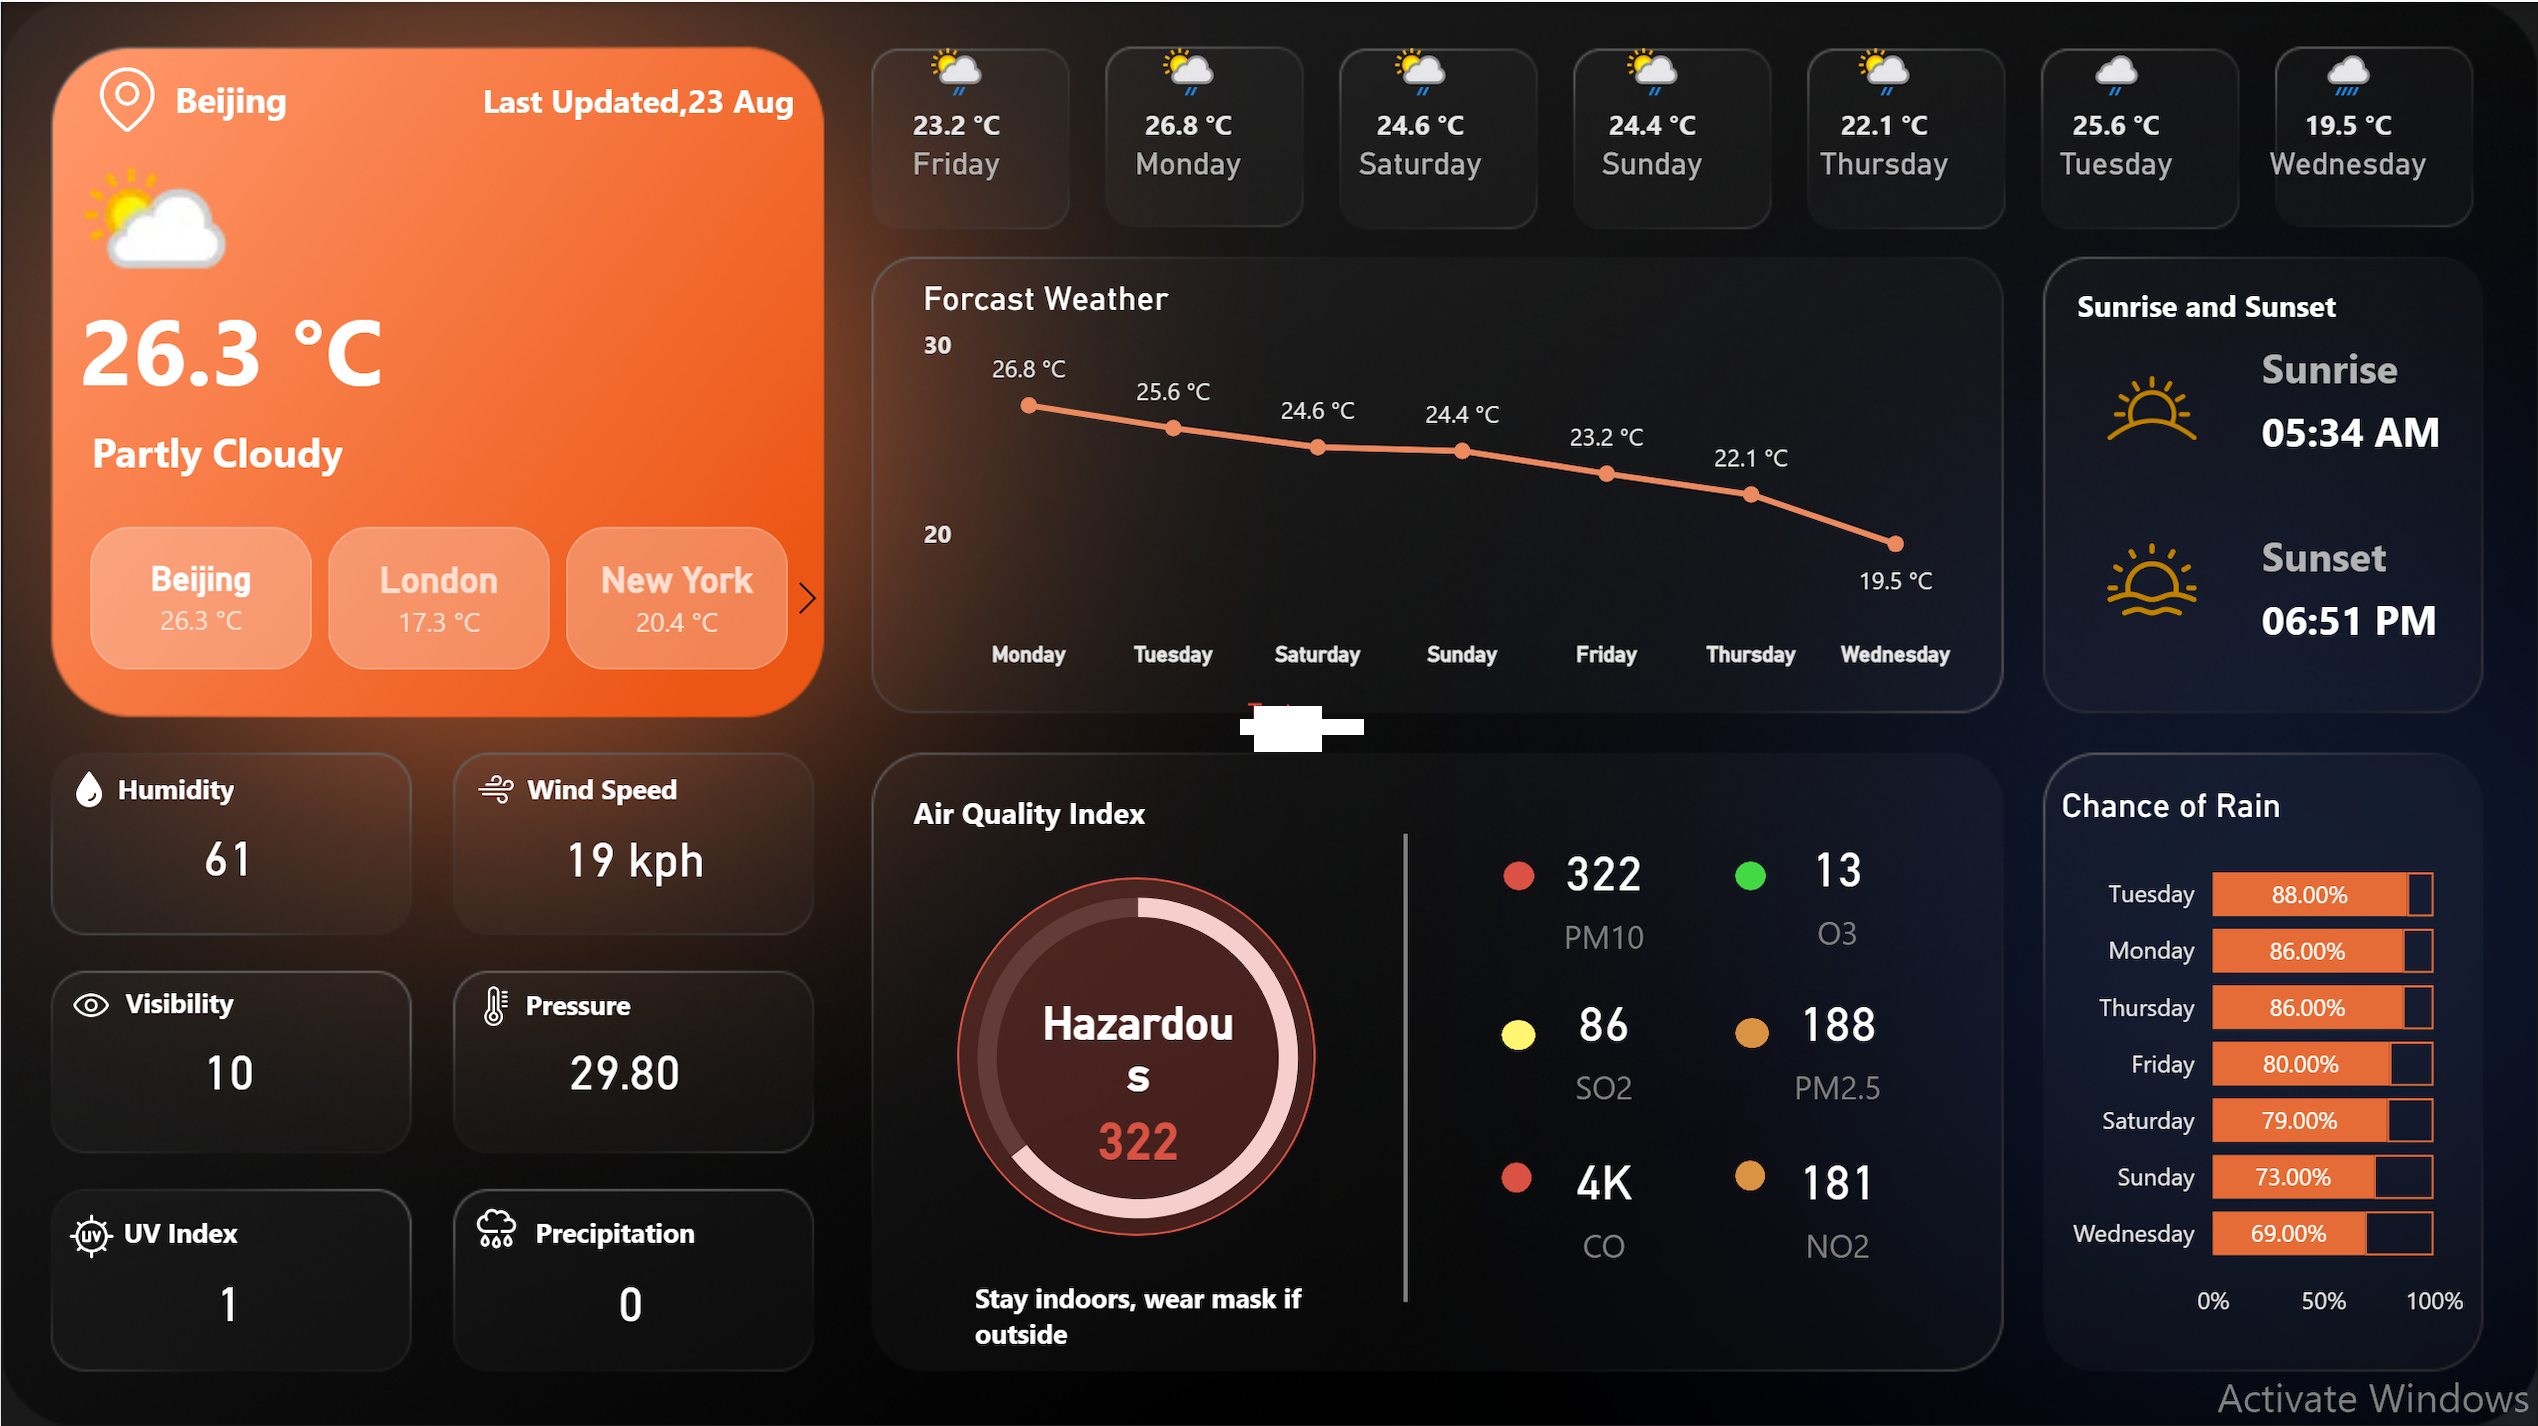 Beijing
Last Updated,23 Aug
26.3 °C
Partly Cloudy
Beijing
26.3 °C
London
17.3 °C
New York
20.4 °C
23.2 °C
Friday
26.8 °C
Monday
24.6 °C
Saturday
24.4 °C
Sunday
22.1 °C
Thursday
25.6 °C
Tuesday
19.5 °C
Wednesday
Forcast Weather
30
20
26.8 °C
25.6 °C
24.6 °C
24.4 °C
23.2 °C
22.1 °C
19.5 °C
Monday
Tuesday
Saturday
Sunday
Friday
Thursday
Wednesday
Sunrise and Sunset
Sunrise
05:34 AM
Sunset
06:51 PM
Humidity
61
Wind Speed
19 kph
Visibility
10
Pressure
29.80
UV
UV Index
1
Precipitation
0
Air Quality Index
Hazardou
s
322
Stay indoors, wear mask if
outside
322
PM10
13
O3
86
SO2
188
PM2.5
4K
CO
181
NO2
Chance of Rain
Tuesday 88.00%
Monday 86.00%
Thursday 86.00%
Friday 80.00%
Saturday 79.00%
Sunday 73.00%
Wednesday 69.00%
0% 50% 100%
Activate Windows